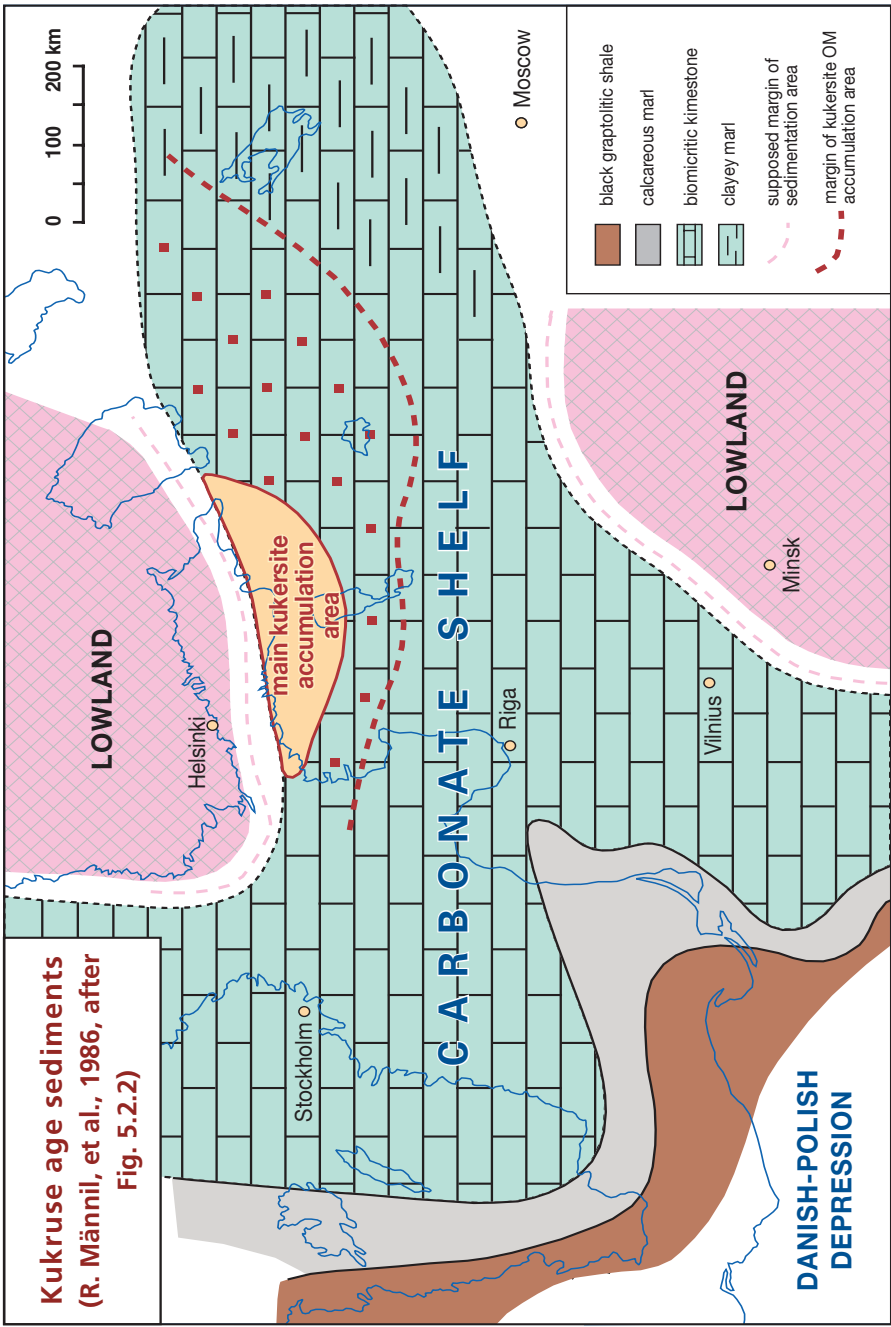 Kukruse age sediments
(R. Männil, et al., 1986, after
Fig. 5.2.2)
LOWLAND
Helsinki
0 100 200 km
Stockholm
main kukersite
accumulation
area
CARBONATE SHELF
Riga
Moscow
Vilnius
Minsk
LOWLAND
DANISH-POLISH
DEPRESSION
black graptolitic shale
calcareous marl
biomicritic kimestone
clayey marl
supposed margin of
sedimentation area
margin of kukersite OM
accumulation area